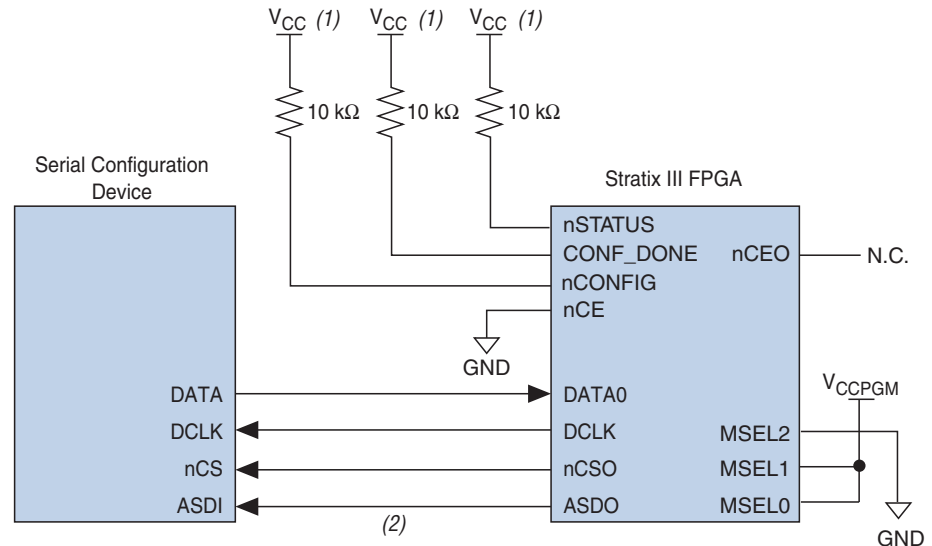 VCC (1) VCC (1) VCC (1)
10 kΩ 10 kΩ 10 kΩ
Serial Configuration
Device
Stratix III FPGA
nSTATUS
CONF_DONE
nCONFIG
nCE
nCEO
N.C.
GND
DATA
DCLK
nCS
ASDI
(2)
DATA0
DCLK
nCSO
ASDO
VCCPGM
MSEL2
MSEL1
MSEL0
GND